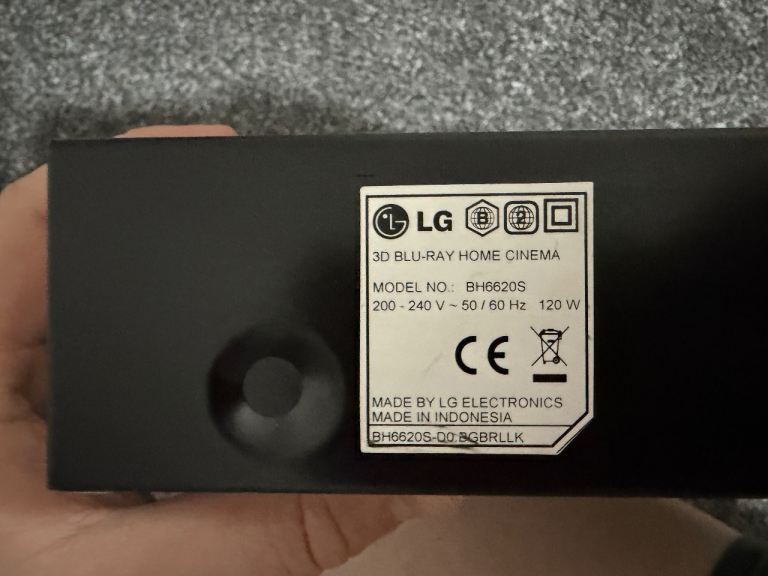 LG B 2
3D BLU-RAY HOME CINEMA
MODEL NO.: BH6620S
200 - 240 V ~ 50 / 60 Hz 120 W
CE
MADE BY LG ELECTRONICS
MADE IN INDONESIA
BH6620S-D0.BGBRLLK